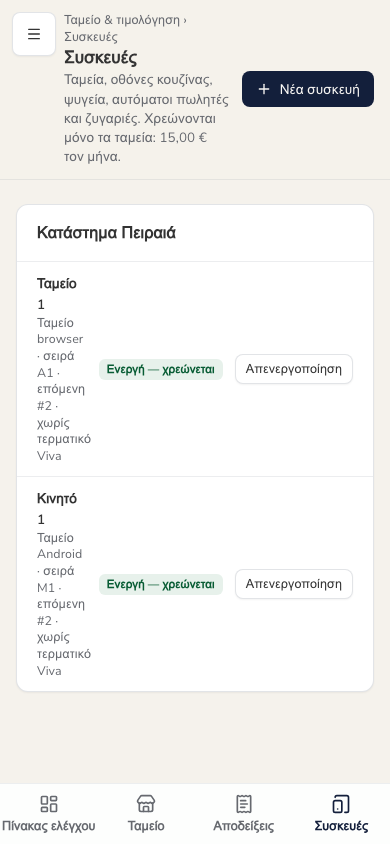 Ταμείο & τιμολόγηση ›
Συσκευές
Συσκευές
Ταμεία, οθόνες κουζίνας,
ψυγεία, αυτόματοι πωλητές
και ζυγαριές. Χρεώνονται
μόνο τα ταμεία: 15,00 €
τον μήνα.
+ Νέα συσκευή
Κατάστημα Πειραιά
Ταμείο
1
Ταμείο
browser
· σειρά
A1 ·
επόμενη
#2 ·
χωρίς
τερματικό
Viva
Ενεργή — χρεώνεται
Απενεργοποίηση
Κινητό
1
Ταμείο
Android
· σειρά
M1 ·
επόμενη
#2 ·
χωρίς
τερματικό
Viva
Ενεργή — χρεώνεται
Απενεργοποίηση
Πίνακας ελέγχου
Ταμείο
Αποδείξεις
Συσκευές